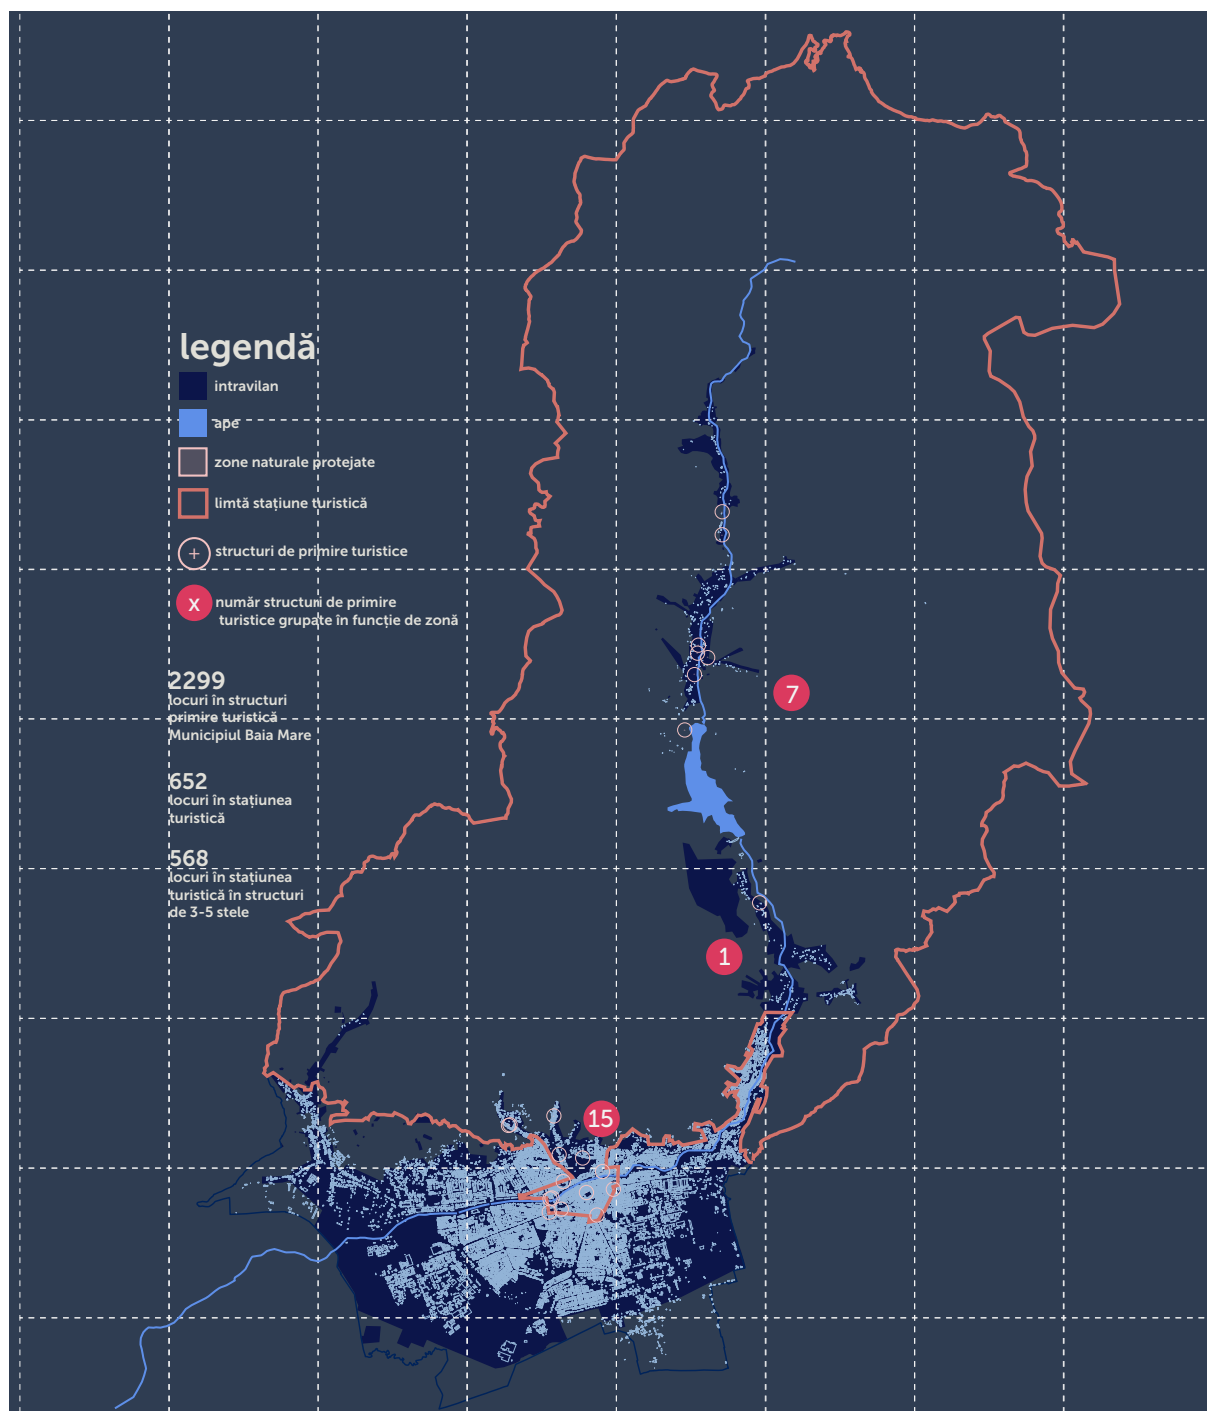 legendă
intravilan
ape
zone naturale protejate
limtă stațiune turistică
+
structuri de primire turistice
x
număr structuri de primire
turistice grupate în funcție de zonă
2299
locuri în structuri
primire turistică
Municipiul Baia Mare
652
locuri în stațiunea
turistică
568
locuri în stațiunea
turistică în structuri
de 3-5 stele
7
1
15